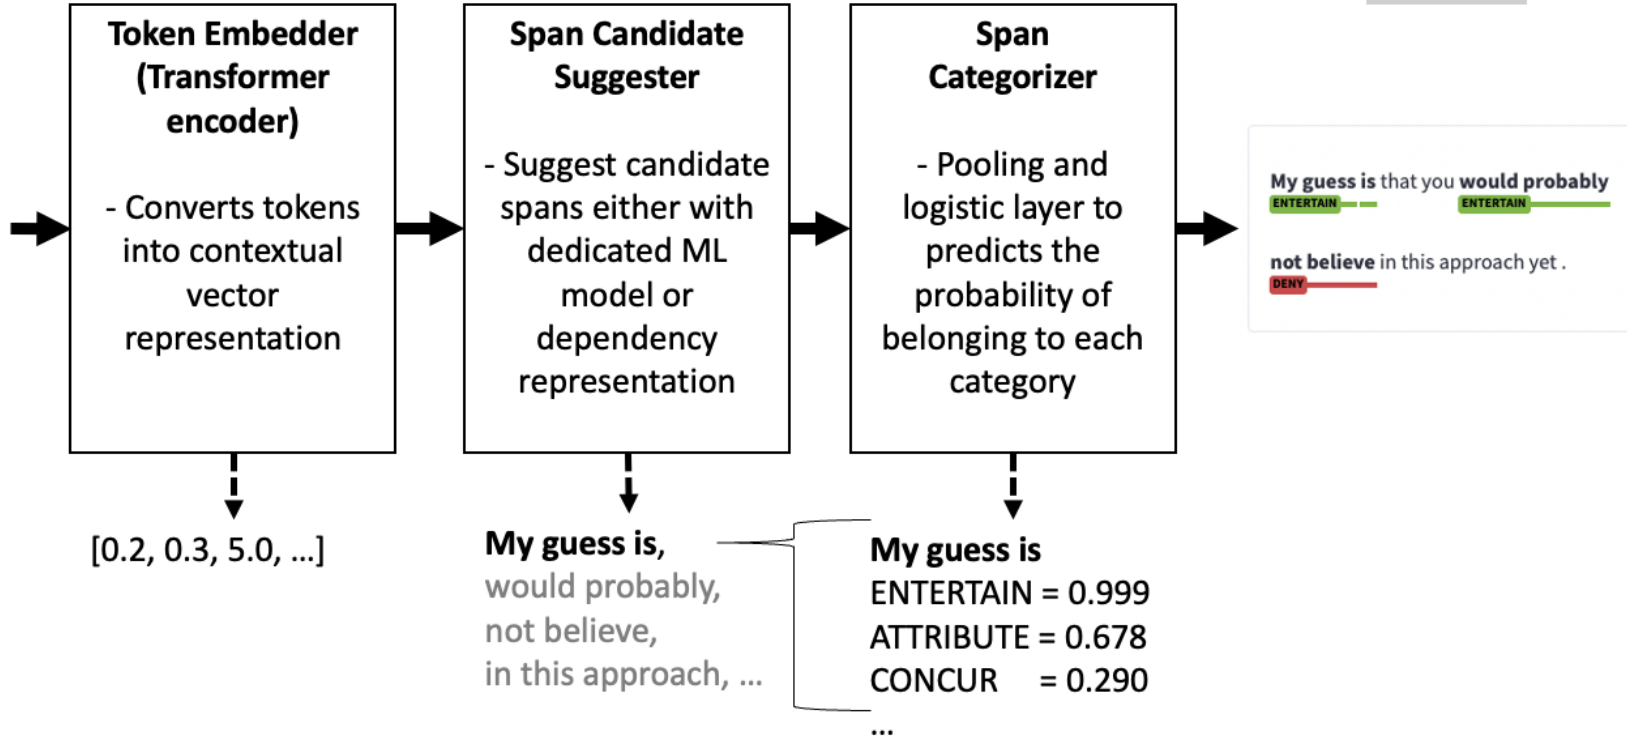 Token Embedder
(Transformer
encoder)
- Converts tokens
into contextual
vector
representation
Span Candidate
Suggester
- Suggest candidate
spans either with
dedicated ML
model or
dependency
representation
Span
Categorizer
- Pooling and
logistic layer to
predicts the
probability of
belonging to each
category
My guess is that you would probably
ENTERTAIN ENTERTAIN
not believe in this approach yet .
DENY
[0.2, 0.3, 5.0, ...]
My guess is,
would probably,
not believe,
in this approach, ...
My guess is
ENTERTAIN = 0.999
ATTRIBUTE = 0.678
CONCUR = 0.290
...